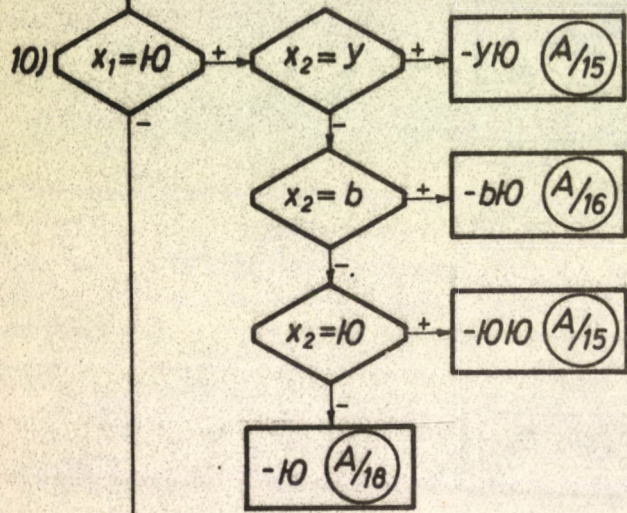 10) x₁=Ю + x₂=У + -УЮ A/15
- -
x₂=Ь + -ЬЮ A/16
-
x₂=Ю + -ЮЮ A/15
-
-Ю A/18